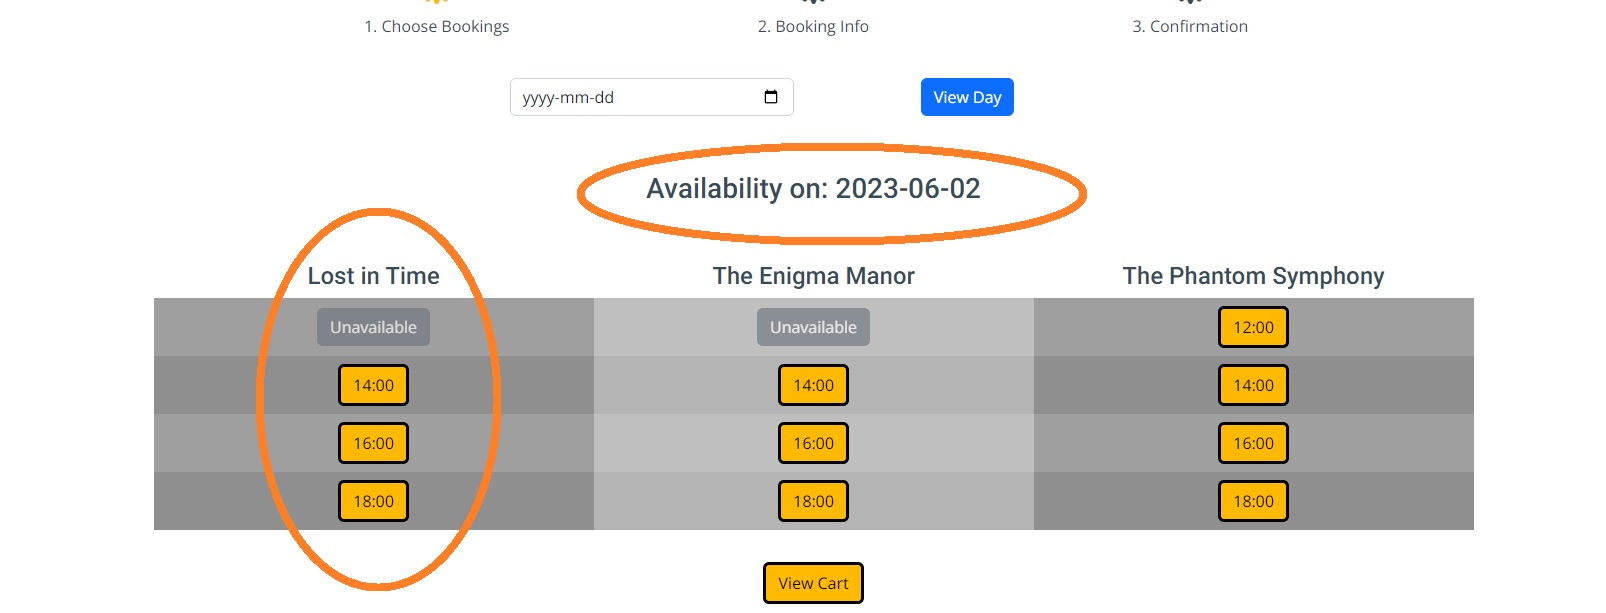 1. Choose Bookings 2. Booking Info 3. Confirmation
yyyy-mm-dd View Day
Availability on: 2023-06-02
Lost in Time The Enigma Manor The Phantom Symphony
Unavailable Unavailable 12:00
14:00 14:00 14:00
16:00 16:00 16:00
18:00 18:00 18:00
View Cart